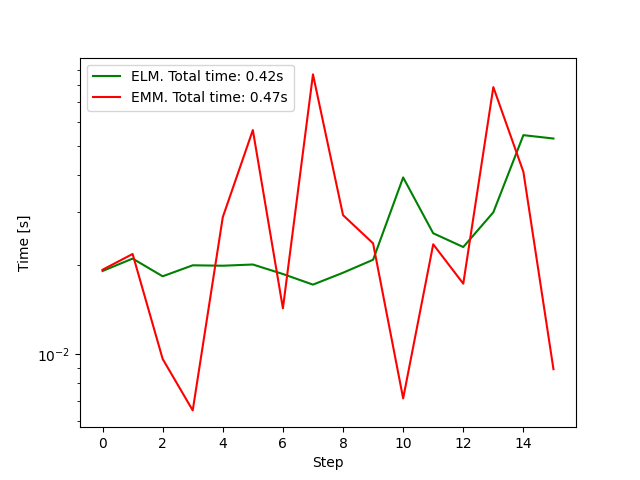 ELM. Total time: 0.42s
EMM. Total time: 0.47s
Time [s]
10⁻²
0 2 4 6 8 10 12 14
Step